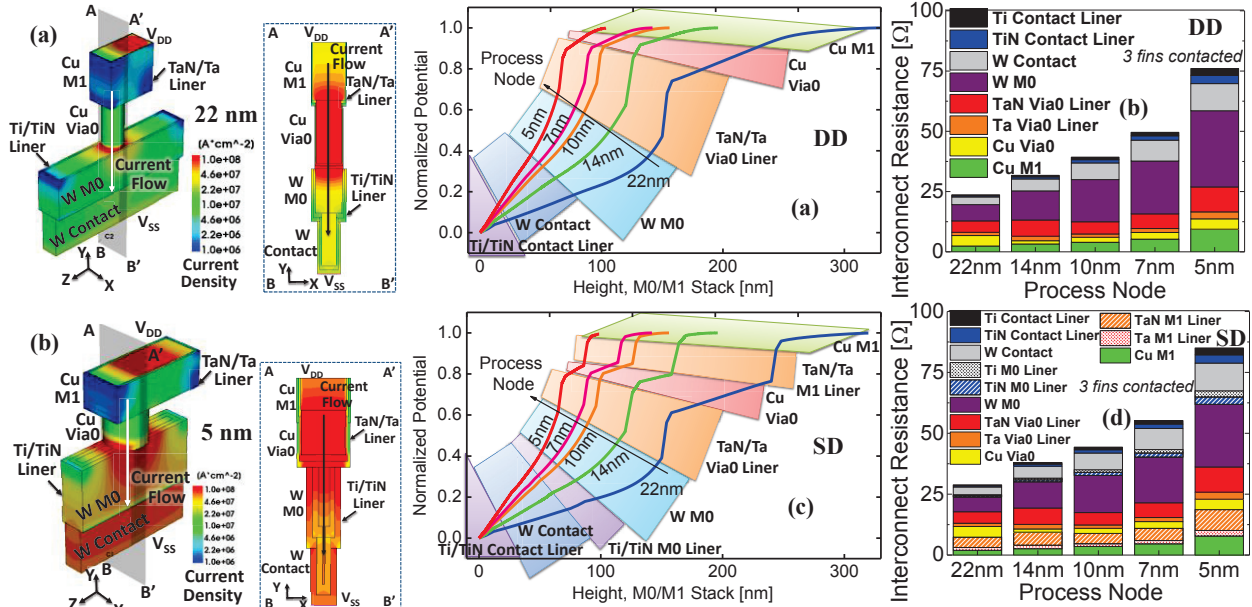 (a)
A
A'
V_DD
Cu
M1
TaN/Ta
Liner
Cu
Via0
22 nm
Ti/TiN
Liner
(A*cm^-2)
1.0e+08
4.6e+07
2.2e+07
1.0e+07
4.6e+06
2.2e+06
1.0e+06
Current
Density
Current
Flow
W M0
W Contact
V_SS
C2
Y
B
Z
X
B'
A
V_DD
A'
Current
Flow
Cu
M1
TaN/Ta
Liner
Cu
Via0
W
M0
Ti/TiN
Liner
W
Contact
Y
X
B
V_SS
B'
Normalized Potential
1.0
0.8
0.6
0.4
0.2
0.0
Process
Node
5nm
7nm
10nm
14nm
22nm
Cu M1
Cu
Via0
TaN/Ta
Via0 Liner
DD
W M0
(a)
W Contact
Ti/TiN Contact Liner
0
100
200
300
Height, M0/M1 Stack [nm]
Interconnect Resistance [Ω]
100
75
50
25
0
Ti Contact Liner
TiN Contact Liner
W Contact
W M0
TaN Via0 Liner
Ta Via0 Liner
Cu Via0
Cu M1
DD
3 fins contacted
(b)
22nm
14nm
10nm
7nm
5nm
Process Node
(b)
A
V_DD
A'
TaN/Ta
Liner
Cu
M1
Cu
Via0
5 nm
Ti/TiN
Liner
(A*cm^-2)
1.0e+08
4.6e+07
2.2e+07
1.0e+07
4.6e+06
2.2e+06
1.0e+06
Current
Density
Current
Flow
W M0
W Contact
V_SS
Y
B
Z
B'
A
V_DD
A'
Current
Flow
Cu
M1
TaN/Ta
Liner
Cu
Via0
W
M0
Ti/TiN
Liner
W
Contact
Y
X
B
V_SS
B'
Normalized Potential
1.0
0.8
0.6
0.4
0.2
0.0
Process
Node
5nm
7nm
10nm
14nm
22nm
Cu M1
TaN/Ta
M1 Liner
Cu
Via0
TaN/Ta
Via0 Liner
SD
W M0
(c)
W Contact
Ti/TiN Contact Liner
Ti/TiN M0 Liner
0
100
200
300
Height, M0/M1 Stack [nm]
Interconnect Resistance [Ω]
100
75
50
25
0
Ti Contact Liner
TiN Contact Liner
W Contact
Ti M0 Liner
TiN M0 Liner
W M0
TaN Via0 Liner
Ta Via0 Liner
Cu Via0
TaN M1 Liner
Ta M1 Liner
Cu M1
SD
3 fins contacted
(d)
22nm
14nm
10nm
7nm
5nm
Process Node